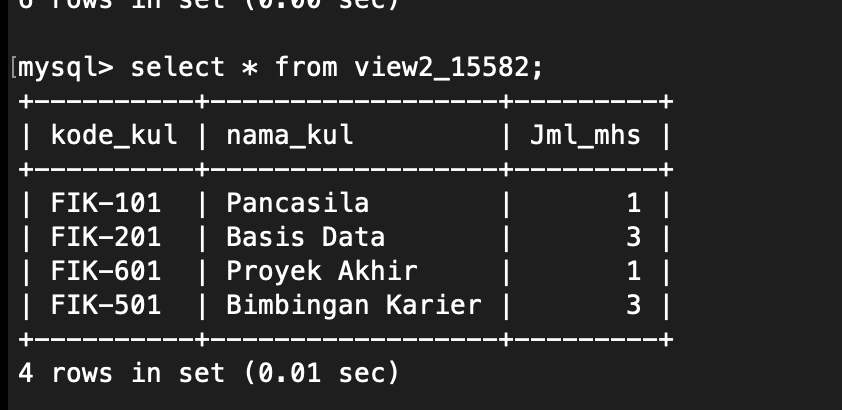 6 rows in set (0.00 sec)
[mysql> select * from view2_15582;
+----------+------------------+---------+
| kode_kul | nama_kul         | Jml_mhs |
+----------+------------------+---------+
| FIK-101  | Pancasila        |       1 |
| FIK-201  | Basis Data       |       3 |
| FIK-601  | Proyek Akhir     |       1 |
| FIK-501  | Bimbingan Karier |       3 |
+----------+------------------+---------+
4 rows in set (0.01 sec)